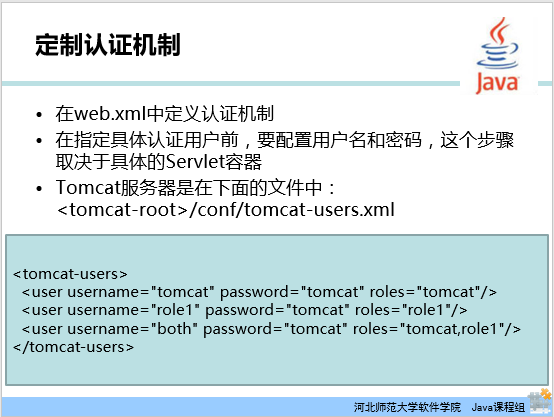 定制认证机制
Java
• 在web.xml中定义认证机制
• 在指定具体认证用户前，要配置用户名和密码，这个步骤
取决于具体的Servlet容器
• Tomcat服务器是在下面的文件中：
<tomcat-root>/conf/tomcat-users.xml
<tomcat-users>
<user username="tomcat" password="tomcat" roles="tomcat"/>
<user username="role1" password="tomcat" roles="role1"/>
<user username="both" password="tomcat" roles="tomcat,role1"/>
</tomcat-users>
河北师范大学软件学院 Java课程组